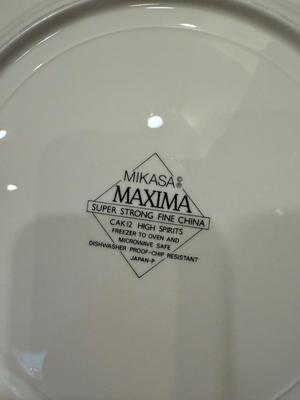 MIKASA©
MAXIMA
SUPER STRONG FINE CHINA
CAK12 HIGH SPIRITS
FREEZER TO OVEN AND
MICROWAVE SAFE
DISHWASHER PROOF-CHIP RESISTANT
JAPAN-P